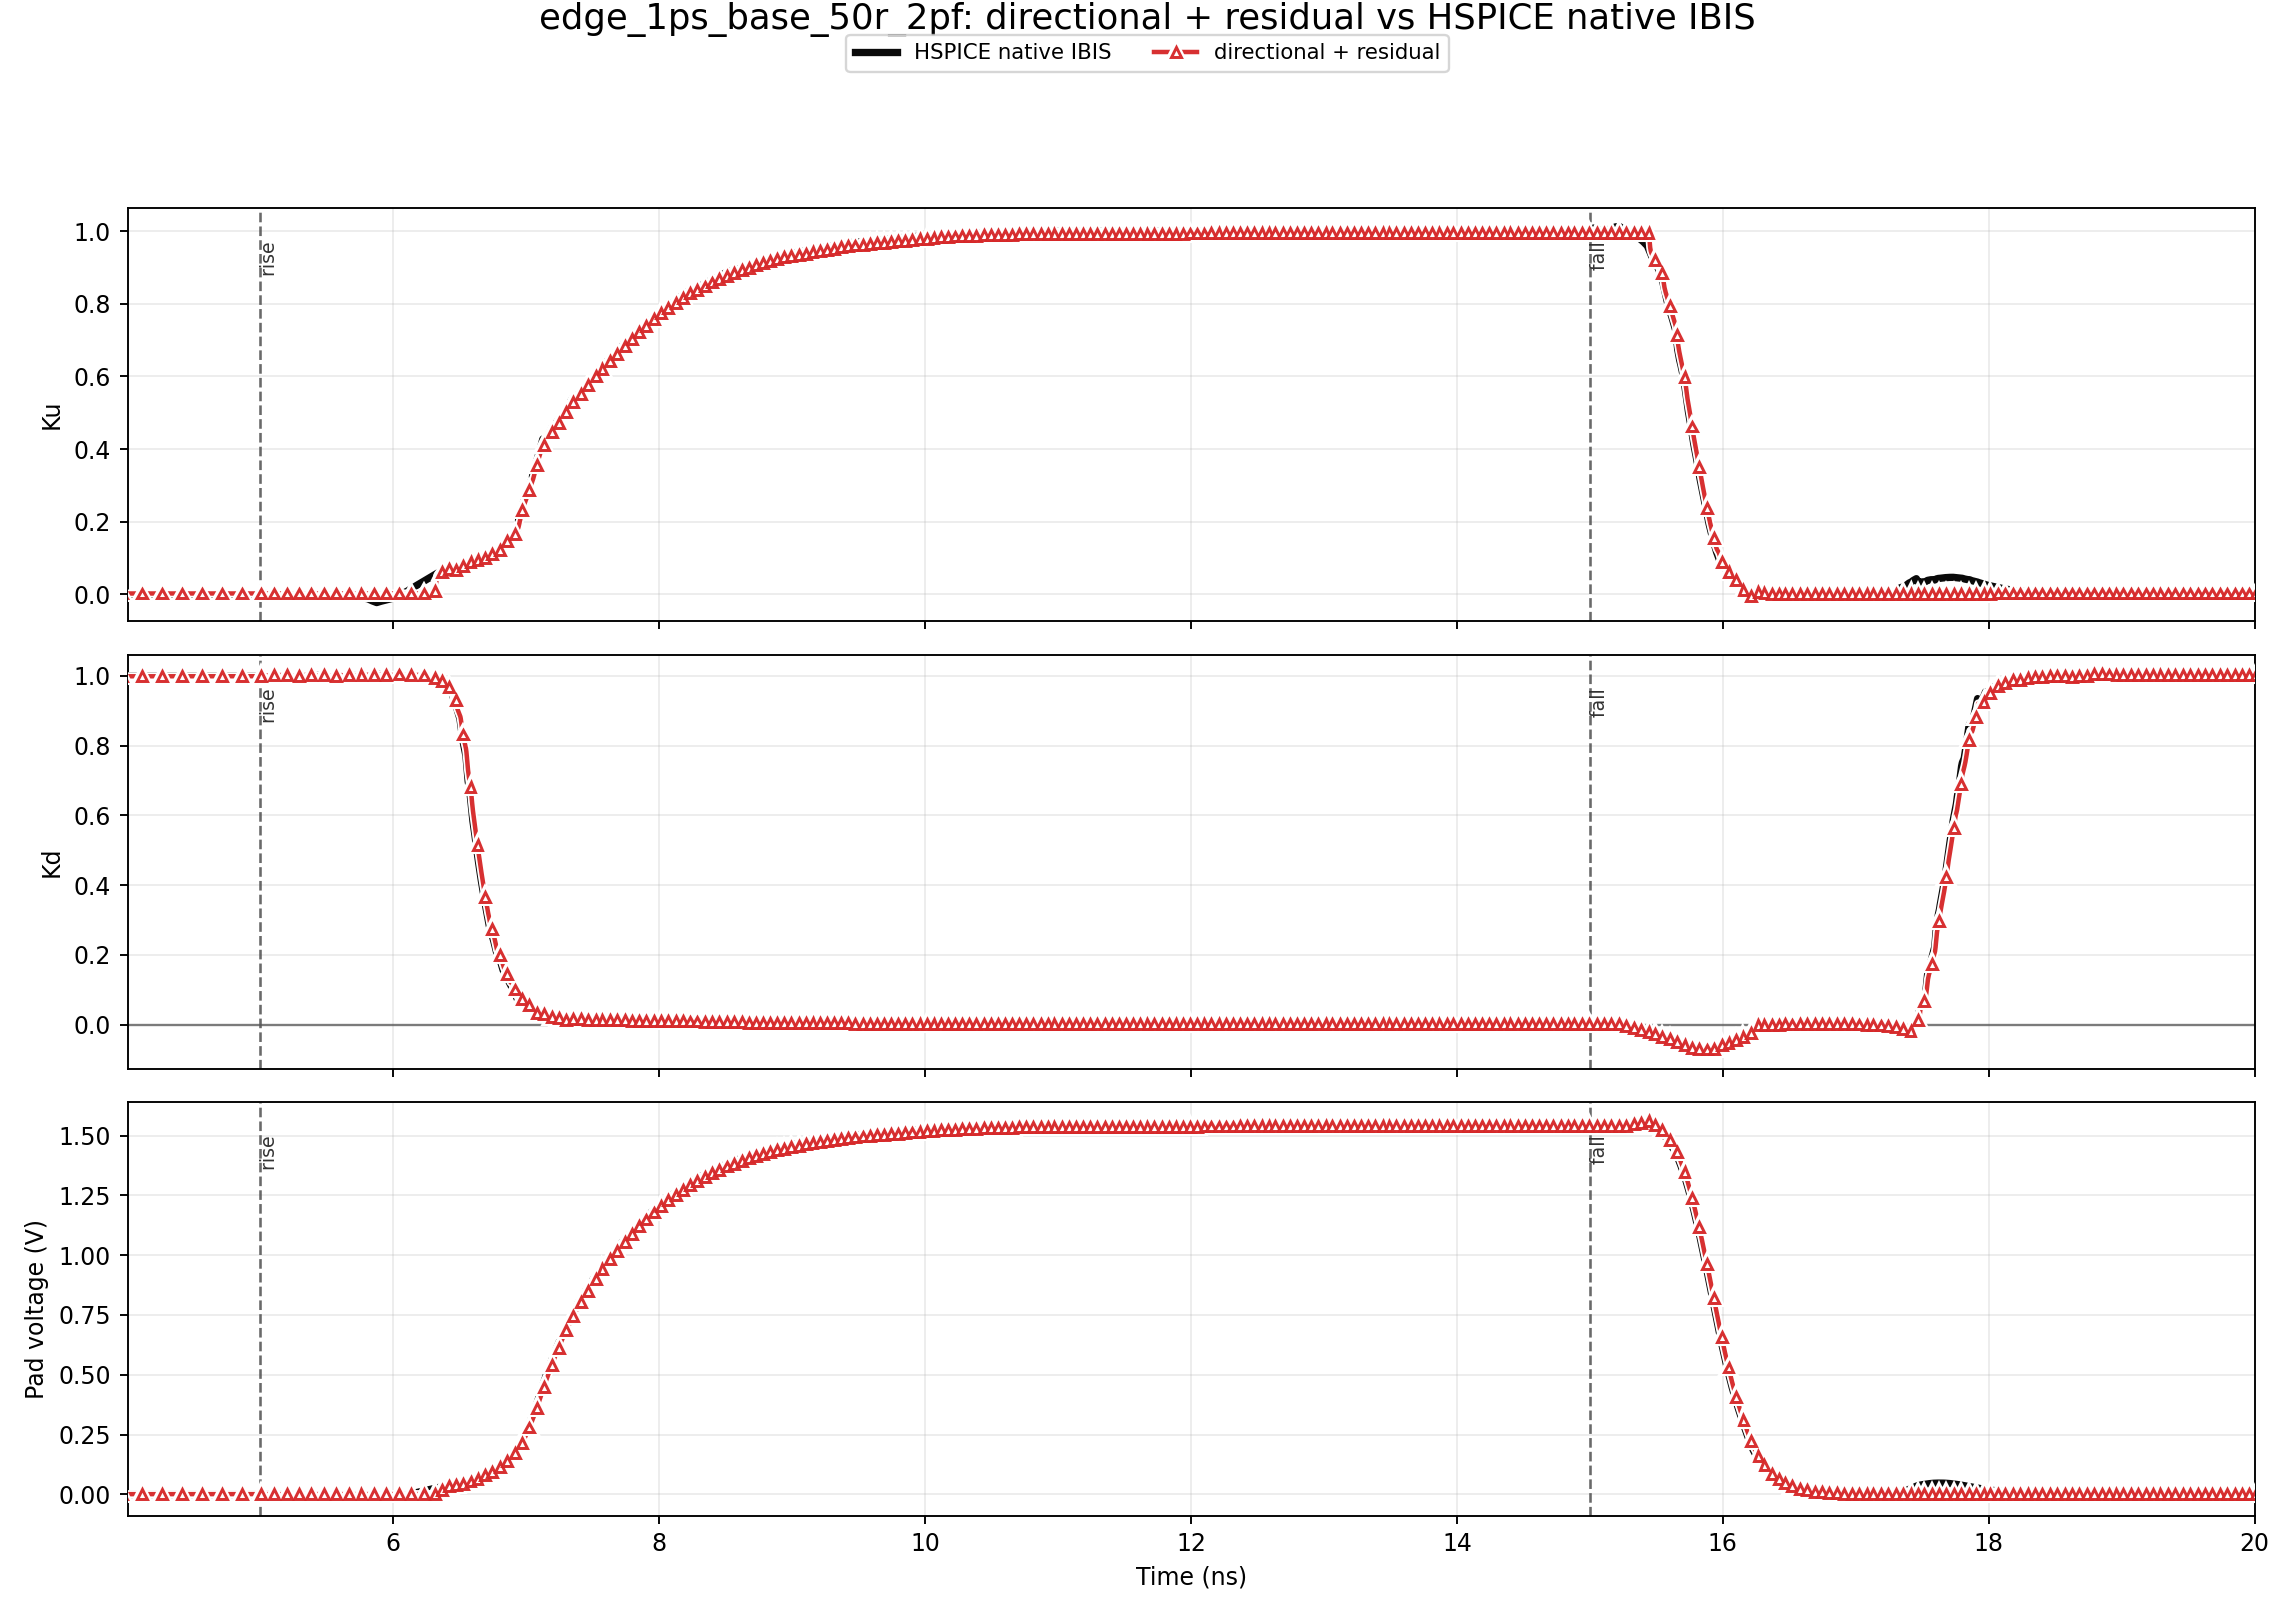 edge_1ps_base_50r_2pf: directional + residual vs HSPICE native IBIS
HSPICE native IBIS directional + residual
1.0
0.8
0.6
0.4
0.2
0.0
Ku
rise
fall
1.0
0.8
0.6
0.4
0.2
0.0
Kd
rise
fall
1.50
1.25
1.00
0.75
0.50
0.25
0.00
Pad voltage (V)
rise
fall
6 8 10 12 14 16 18 20
Time (ns)